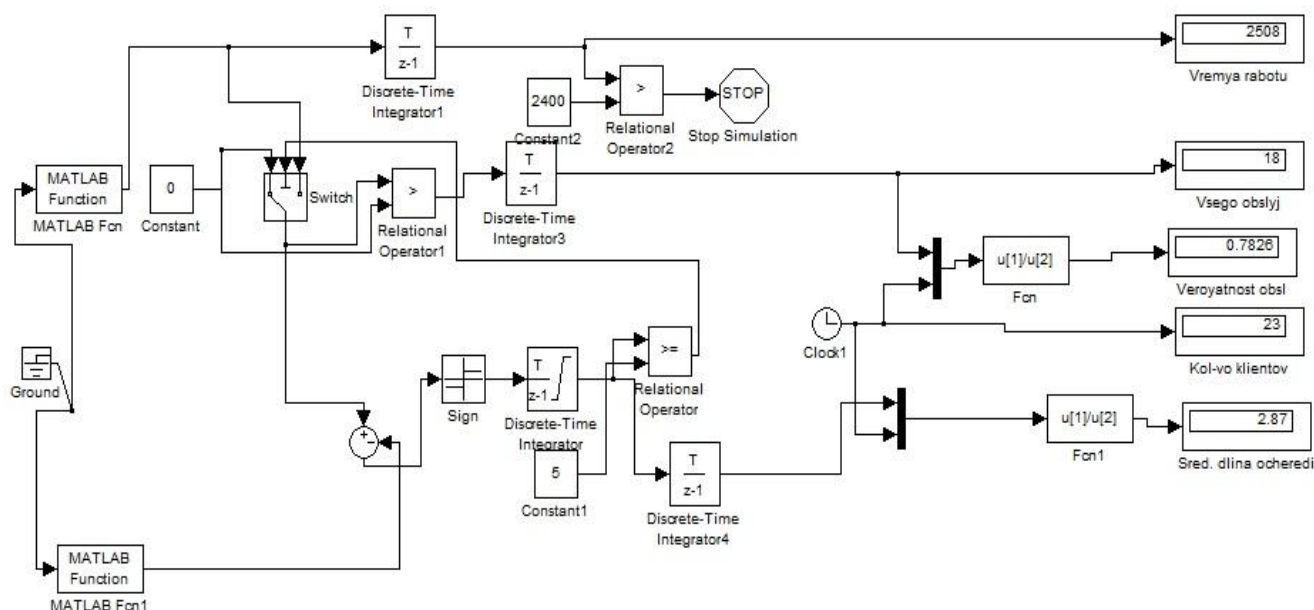 T
z-1
Discrete-Time
Integrator1
2508
Vremya rabotu
2400
Constant2
>
Relational
Operator2
STOP
Stop Simulation
MATLAB
Function
MATLAB Fcn
0
Constant
Switch
>
Relational
Operator1
T
z-1
Discrete-Time
Integrator3
18
Vsego obslyj
u[1]/u[2]
Fcn
0.7826
Veroyatnost obsl
Clock1
23
Kol-vo klientov
Ground
Sign
T
z-1
Discrete-Time
Integrator
>=
Relational
Operator
5
Constant1
T
z-1
Discrete-Time
Integrator4
u[1]/u[2]
Fcn1
2.87
Sred. dlina ocheredi
+
−
MATLAB
Function
MATLAB Fcn1